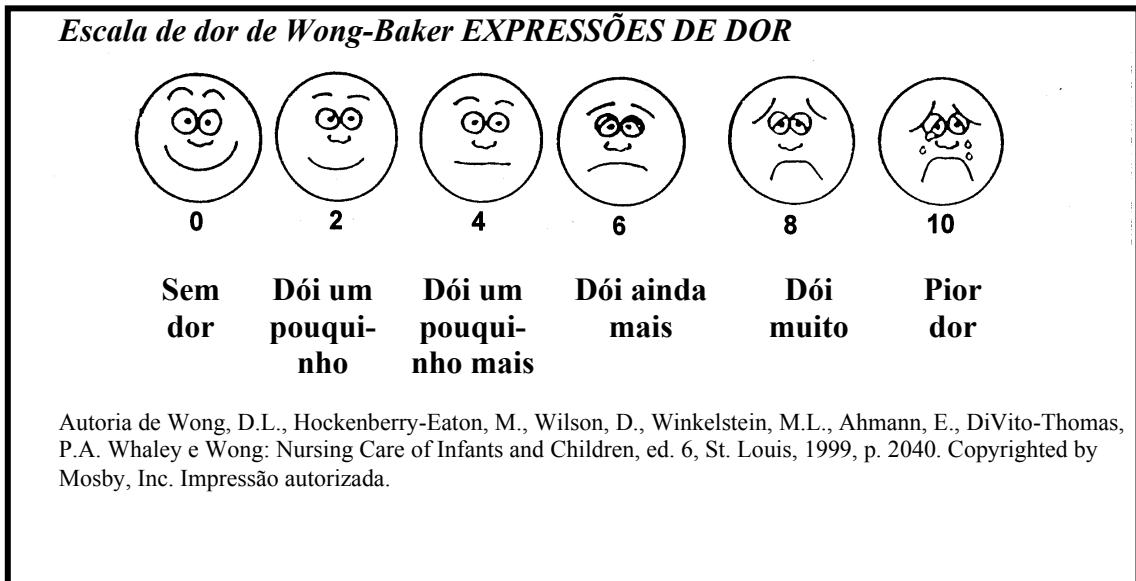 Escala de dor de Wong-Baker EXPRESSÕES DE DOR
0 2 4 6 8 10
Sem Dói um Dói um Dói ainda Dói Pior
dor pouqui- pouqui- mais muito dor
nho nho mais
Autoria de Wong, D.L., Hockenberry-Eaton, M., Wilson, D., Winkelstein, M.L., Ahmann, E., DiVito-Thomas,
P.A. Whaley e Wong: Nursing Care of Infants and Children, ed. 6, St. Louis, 1999, p. 2040. Copyrighted by
Mosby, Inc. Impressão autorizada.